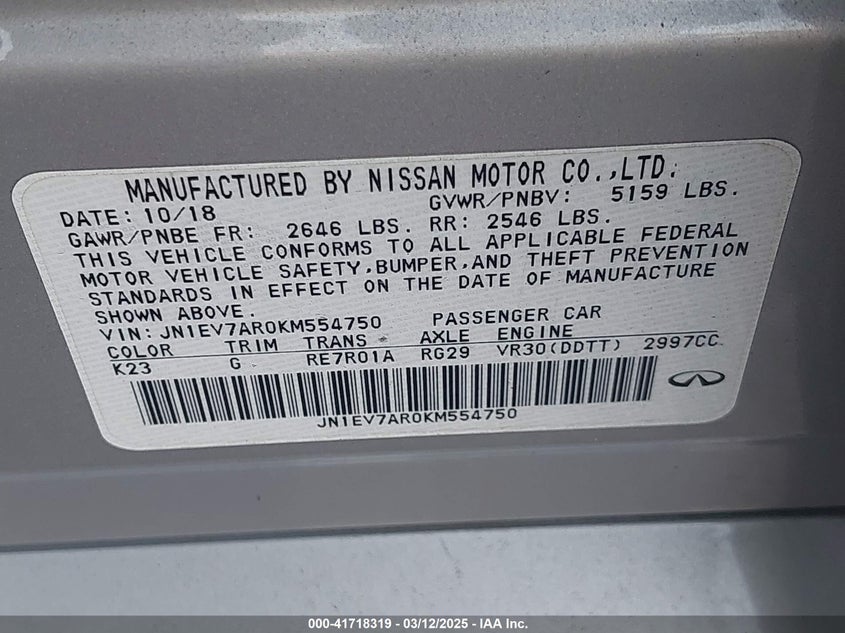 MANUFACTURED BY NISSAN MOTOR CO.,LTD.
DATE: 10/18 GVWR/PNBV: 5159 LBS.
GAWR/PNBE FR: 2646 LBS. RR: 2546 LBS.
THIS VEHICLE CONFORMS TO ALL APPLICABLE FEDERAL
MOTOR VEHICLE SAFETY,BUMPER,AND THEFT PREVENTION
STANDARDS IN EFFECT ON THE DATE OF MANUFACTURE
SHOWN ABOVE.
VIN:JN1EV7AR0KM554750 PASSENGER CAR
COLOR TRIM TRANS AXLE ENGINE
K23 G RE7R01A RG29 VR30(DDTT) 2997CC
JN1EV7AR0KM554750
000-41718319 - 03/12/2025 - IAA Inc.